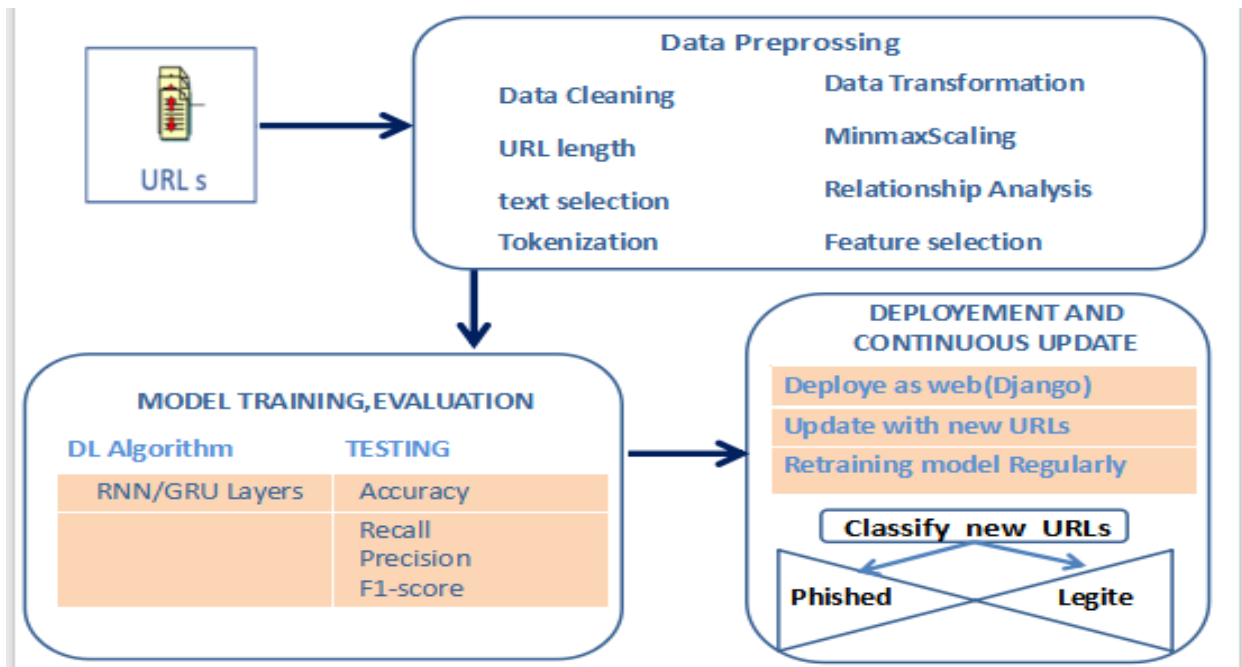 URL s
Data Preprossing
Data Cleaning
URL length
text selection
Tokenization
Data Transformation
MinmaxScaling
Relationship Analysis
Feature selection
MODEL TRAINING,EVALUATION
DL Algorithm TESTING
RNN/GRU Layers Accuracy
Recall
Precision
F1-score
DEPLOYEMENT AND
CONTINUOUS UPDATE
Deploye as web(Django)
Update with new URLs
Retraining model Regularly
Classify new URLs
Phished Legite